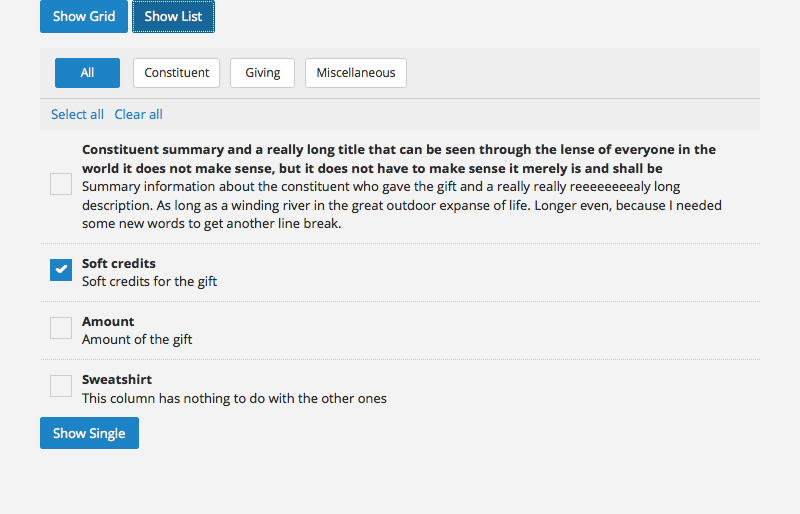 Show Grid Show List
All Constituent Giving Miscellaneous
Select all Clear all
Constituent summary and a really long title that can be seen through the lense of everyone in the
world it does not make sense, but it does not have to make sense it merely is and shall be
Summary information about the constituent who gave the gift and a really really reeeeeeeealy long
description. As long as a winding river in the great outdoor expanse of life. Longer even, because I needed
some new words to get another line break.
Soft credits
Soft credits for the gift
Amount
Amount of the gift
Sweatshirt
This column has nothing to do with the other ones
Show Single